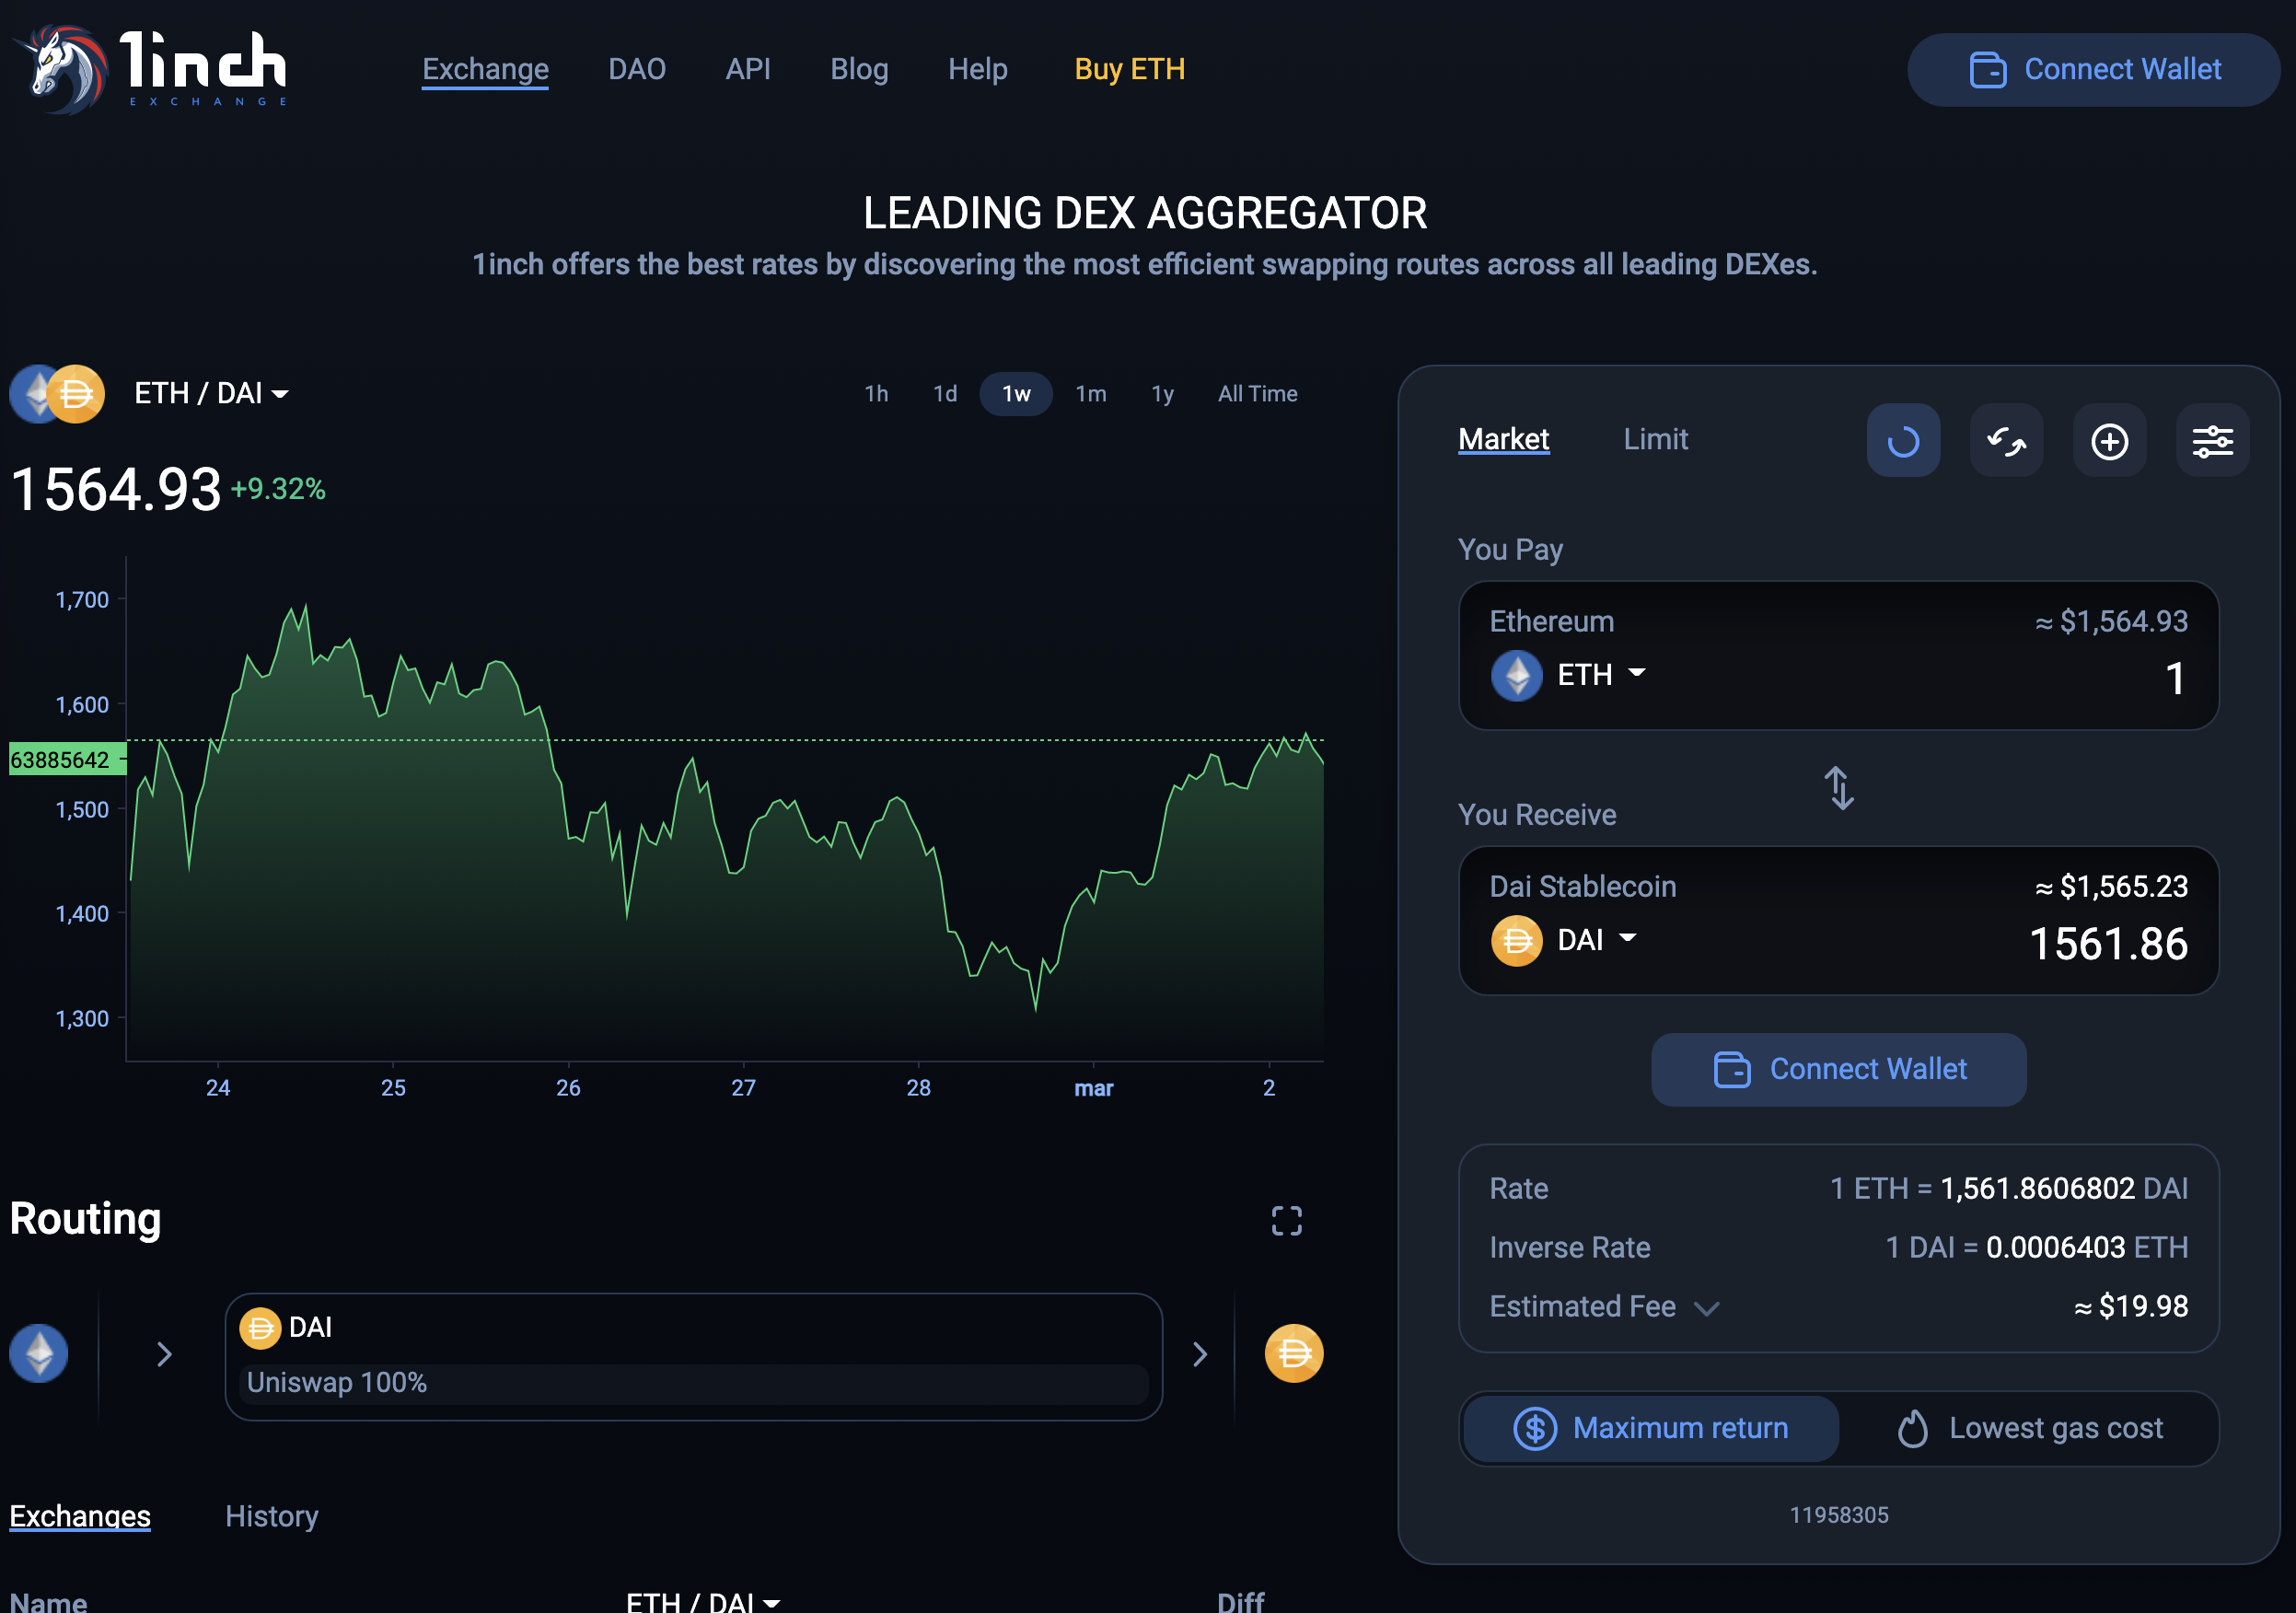 1inch
EXCHANGE
Exchange
DAO
API
Blog
Help
Buy ETH
Connect Wallet
LEADING DEX AGGREGATOR
1inch offers the best rates by discovering the most efficient swapping routes across all leading DEXes.
ETH / DAI
1h
1d
1w
1m
1y
All Time
1564.93 +9.32%
1,700
1,600
63885642
1,500
1,400
1,300
24
25
26
27
28
mar
2
Market
Limit
You Pay
Ethereum
≈ $1,564.93
ETH
1
You Receive
Dai Stablecoin
≈ $1,565.23
DAI
1561.86
Connect Wallet
Rate
1 ETH = 1,561.8606802 DAI
Inverse Rate
1 DAI = 0.0006403 ETH
Estimated Fee
≈ $19.98
Maximum return
Lowest gas cost
11958305
Routing
DAI
Uniswap 100%
Exchanges
History
Name
ETH / DAI
Diff